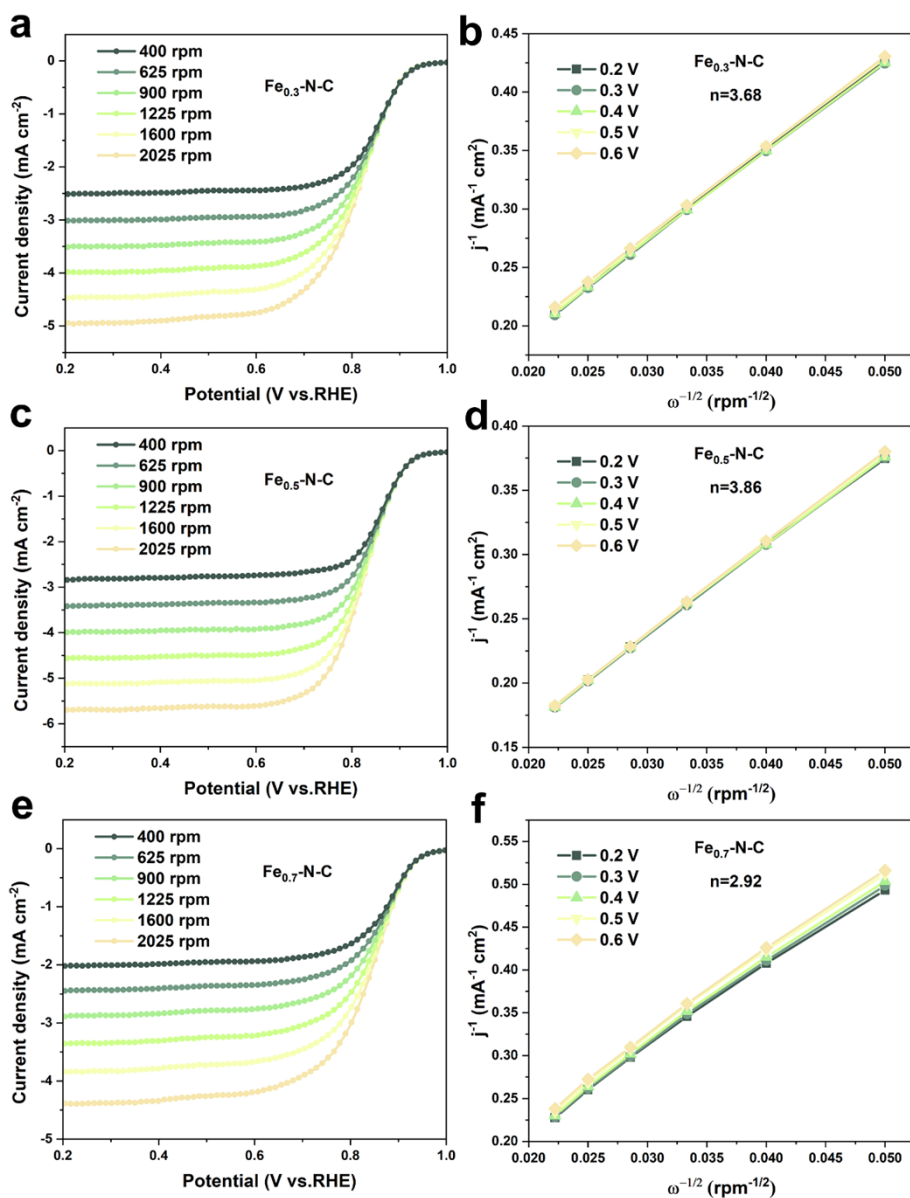 a
400 rpm
625 rpm
900 rpm
1225 rpm
1600 rpm
2025 rpm
Fe0.3-N-C
0
-1
-2
-3
-4
-5
Current density (mA cm-2)
0.2 0.4 0.6 0.8 1.0
Potential (V vs.RHE)
b
0.2 V
0.3 V
0.4 V
0.5 V
0.6 V
Fe0.3-N-C
n=3.68
0.45
0.40
0.35
0.30
0.25
0.20
j-1 (mA-1 cm2)
0.020 0.025 0.030 0.035 0.040 0.045 0.050
ω−1/2 (rpm-1/2)
c
400 rpm
625 rpm
900 rpm
1225 rpm
1600 rpm
2025 rpm
Fe0.5-N-C
0
-1
-2
-3
-4
-5
-6
Current density (mA cm-2)
0.2 0.4 0.6 0.8 1.0
Potential (V vs.RHE)
d
0.2 V
0.3 V
0.4 V
0.5 V
0.6 V
Fe0.5-N-C
n=3.86
0.40
0.35
0.30
0.25
0.20
0.15
j-1 (mA-1 cm2)
0.020 0.025 0.030 0.035 0.040 0.045 0.050
ω−1/2 (rpm-1/2)
e
400 rpm
625 rpm
900 rpm
1225 rpm
1600 rpm
2025 rpm
Fe0.7-N-C
0
-1
-2
-3
-4
-5
Current density (mA cm-2)
0.2 0.4 0.6 0.8 1.0
Potential (V vs.RHE)
f
0.2 V
0.3 V
0.4 V
0.5 V
0.6 V
Fe0.7-N-C
n=2.92
0.55
0.50
0.45
0.40
0.35
0.30
0.25
0.20
j-1 (mA-1 cm2)
0.020 0.025 0.030 0.035 0.040 0.045 0.050
ω−1/2 (rpm-1/2)